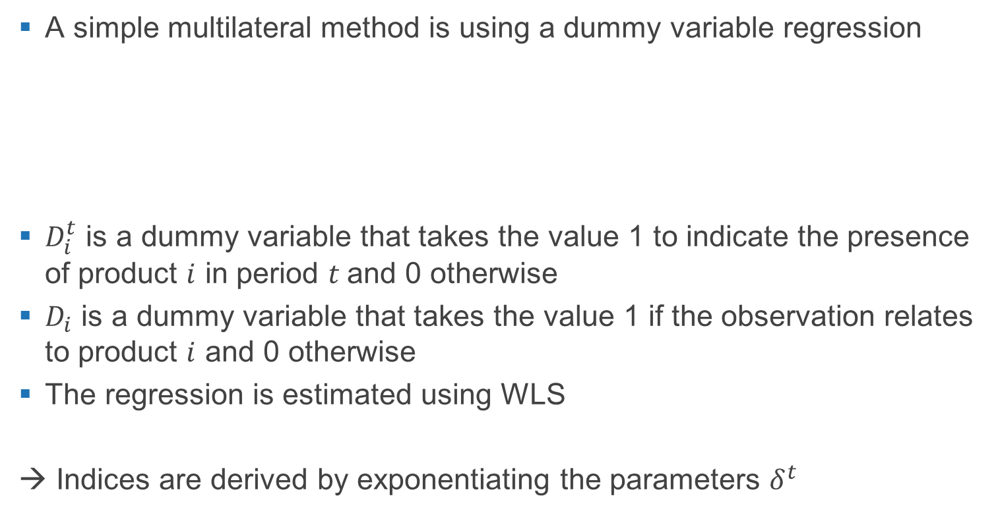 ▪ A simple multilateral method is using a dummy variable regression
▪ $D_i^t$ is a dummy variable that takes the value 1 to indicate the presence
of product $i$ in period $t$ and 0 otherwise
▪ $D_i$ is a dummy variable that takes the value 1 if the observation relates
to product $i$ and 0 otherwise
▪ The regression is estimated using WLS
→ Indices are derived by exponentiating the parameters $\delta^t$